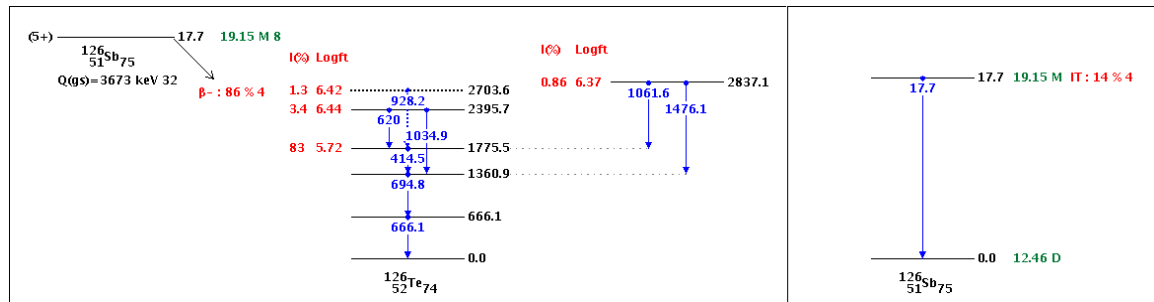 (5+) 17.7 19.15 M 8
126
51Sb75
Q(gs)=3673 keV 32
β− : 86 % 4
I(%) Logft
1.3 6.42 2703.6
928.2
3.4 6.44 2395.7
620
1034.9
83 5.72 1775.5
414.5
1360.9
694.8
666.1
666.1
0.0
126
52Te74
I(%) Logft
0.86 6.37 2837.1
1061.6
1476.1
17.7 19.15 M IT : 14 % 4
17.7
0.0 12.46 D
126
51Sb75